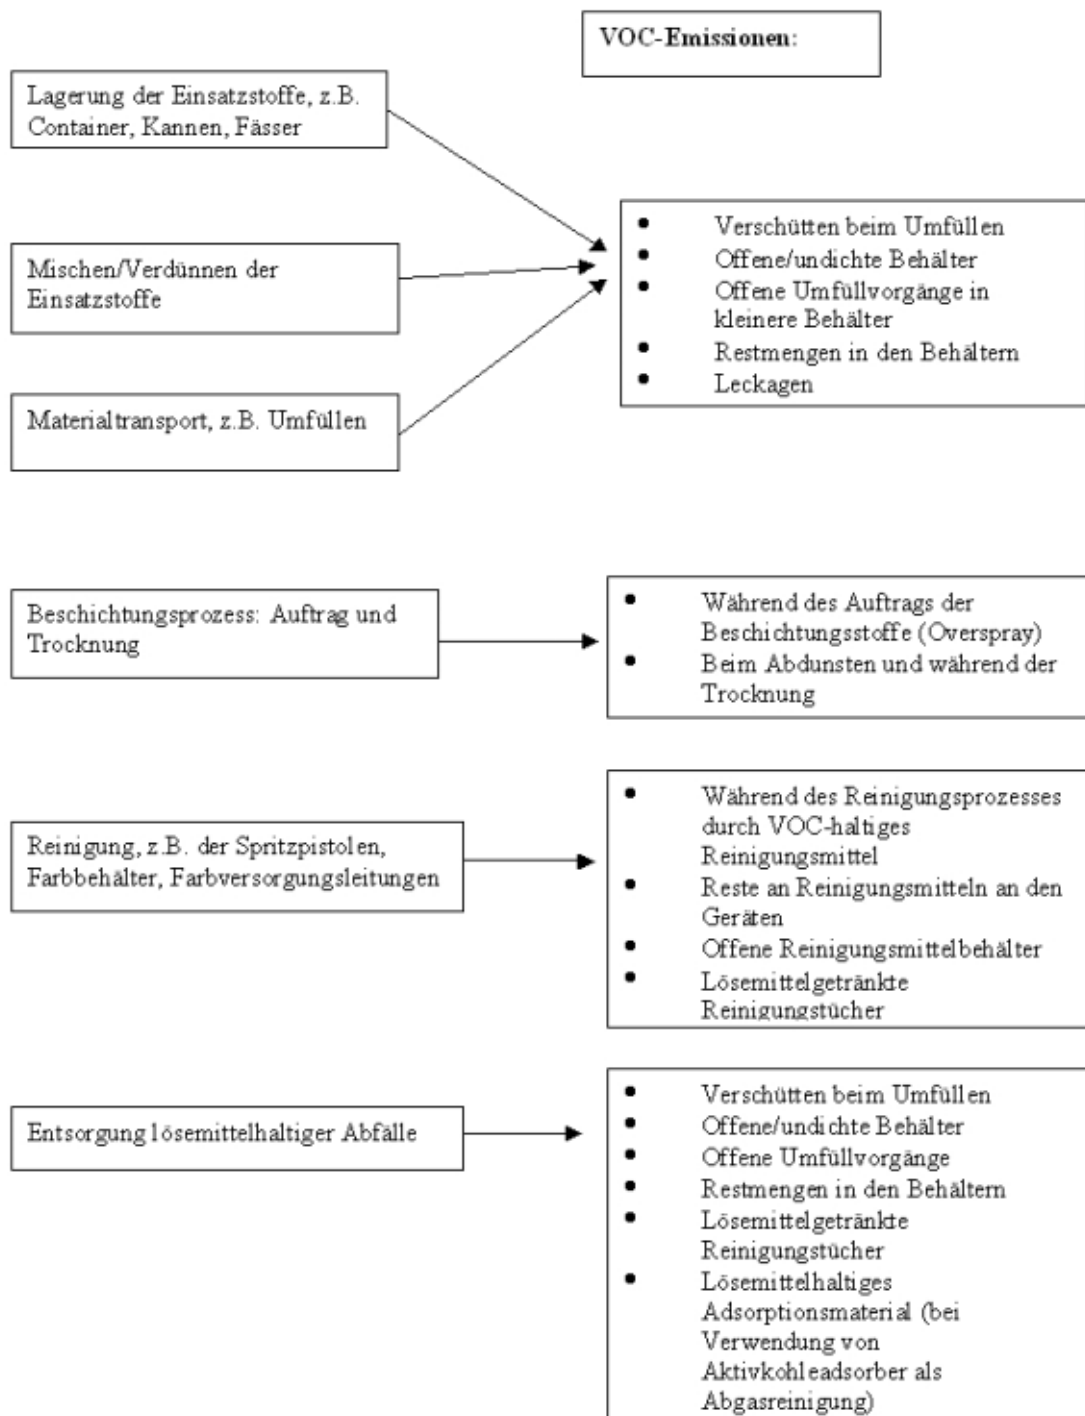 VOC-Emissionen:
Lagerung der Einsatzstoffe, z.B.
Container, Kannen, Fässer
Mischen/Verdünnen der
Einsatzstoffe
Materialtransport, z.B. Umfüllen
• Verschütten beim Umfüllen
• Offene/undichte Behälter
• Offene Umfüllvorgänge in
kleinere Behälter
• Restmengen in den Behältern
• Leckagen
Beschichtungsprozess: Auftrag und
Trocknung
• Während des Auftrags der
Beschichtungsstoffe (Overspray)
• Beim Abdunsten und während der
Trocknung
Reinigung, z.B. der Spritzpistolen,
Farbbehälter, Farbversorgungsleitungen
• Während des Reinigungsprozesses
durch VOC-haltiges
Reinigungsmittel
• Reste an Reinigungsmitteln an den
Geräten
• Offene Reinigungsmittelbehälter
• Lösemittelgetränkte
Reinigungstücher
Entsorgung lösemittelhaltiger Abfälle
• Verschütten beim Umfüllen
• Offene/undichte Behälter
• Offene Umfüllvorgänge
• Restmengen in den Behältern
• Lösemittelgetränkte
Reinigungstücher
• Lösemittelhaltiges
Adsorptionsmaterial (bei
Verwendung von
Aktivkohleadsorber als
Abgasreinigung)